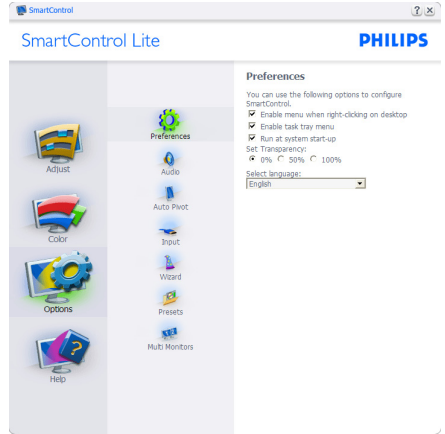 SmartControl
SmartControl Lite
PHILIPS
Adjust
Color
Options
Help
Preferences
Audio
Auto Pivot
Input
Wizard
Presets
Multi Monitors
Preferences
You can use the following options to configure
SmartControl.
Enable menu when right-clicking on desktop
Enable task tray menu
Run at system start-up
Set Transparency:
0% 50% 100%
Select language:
English